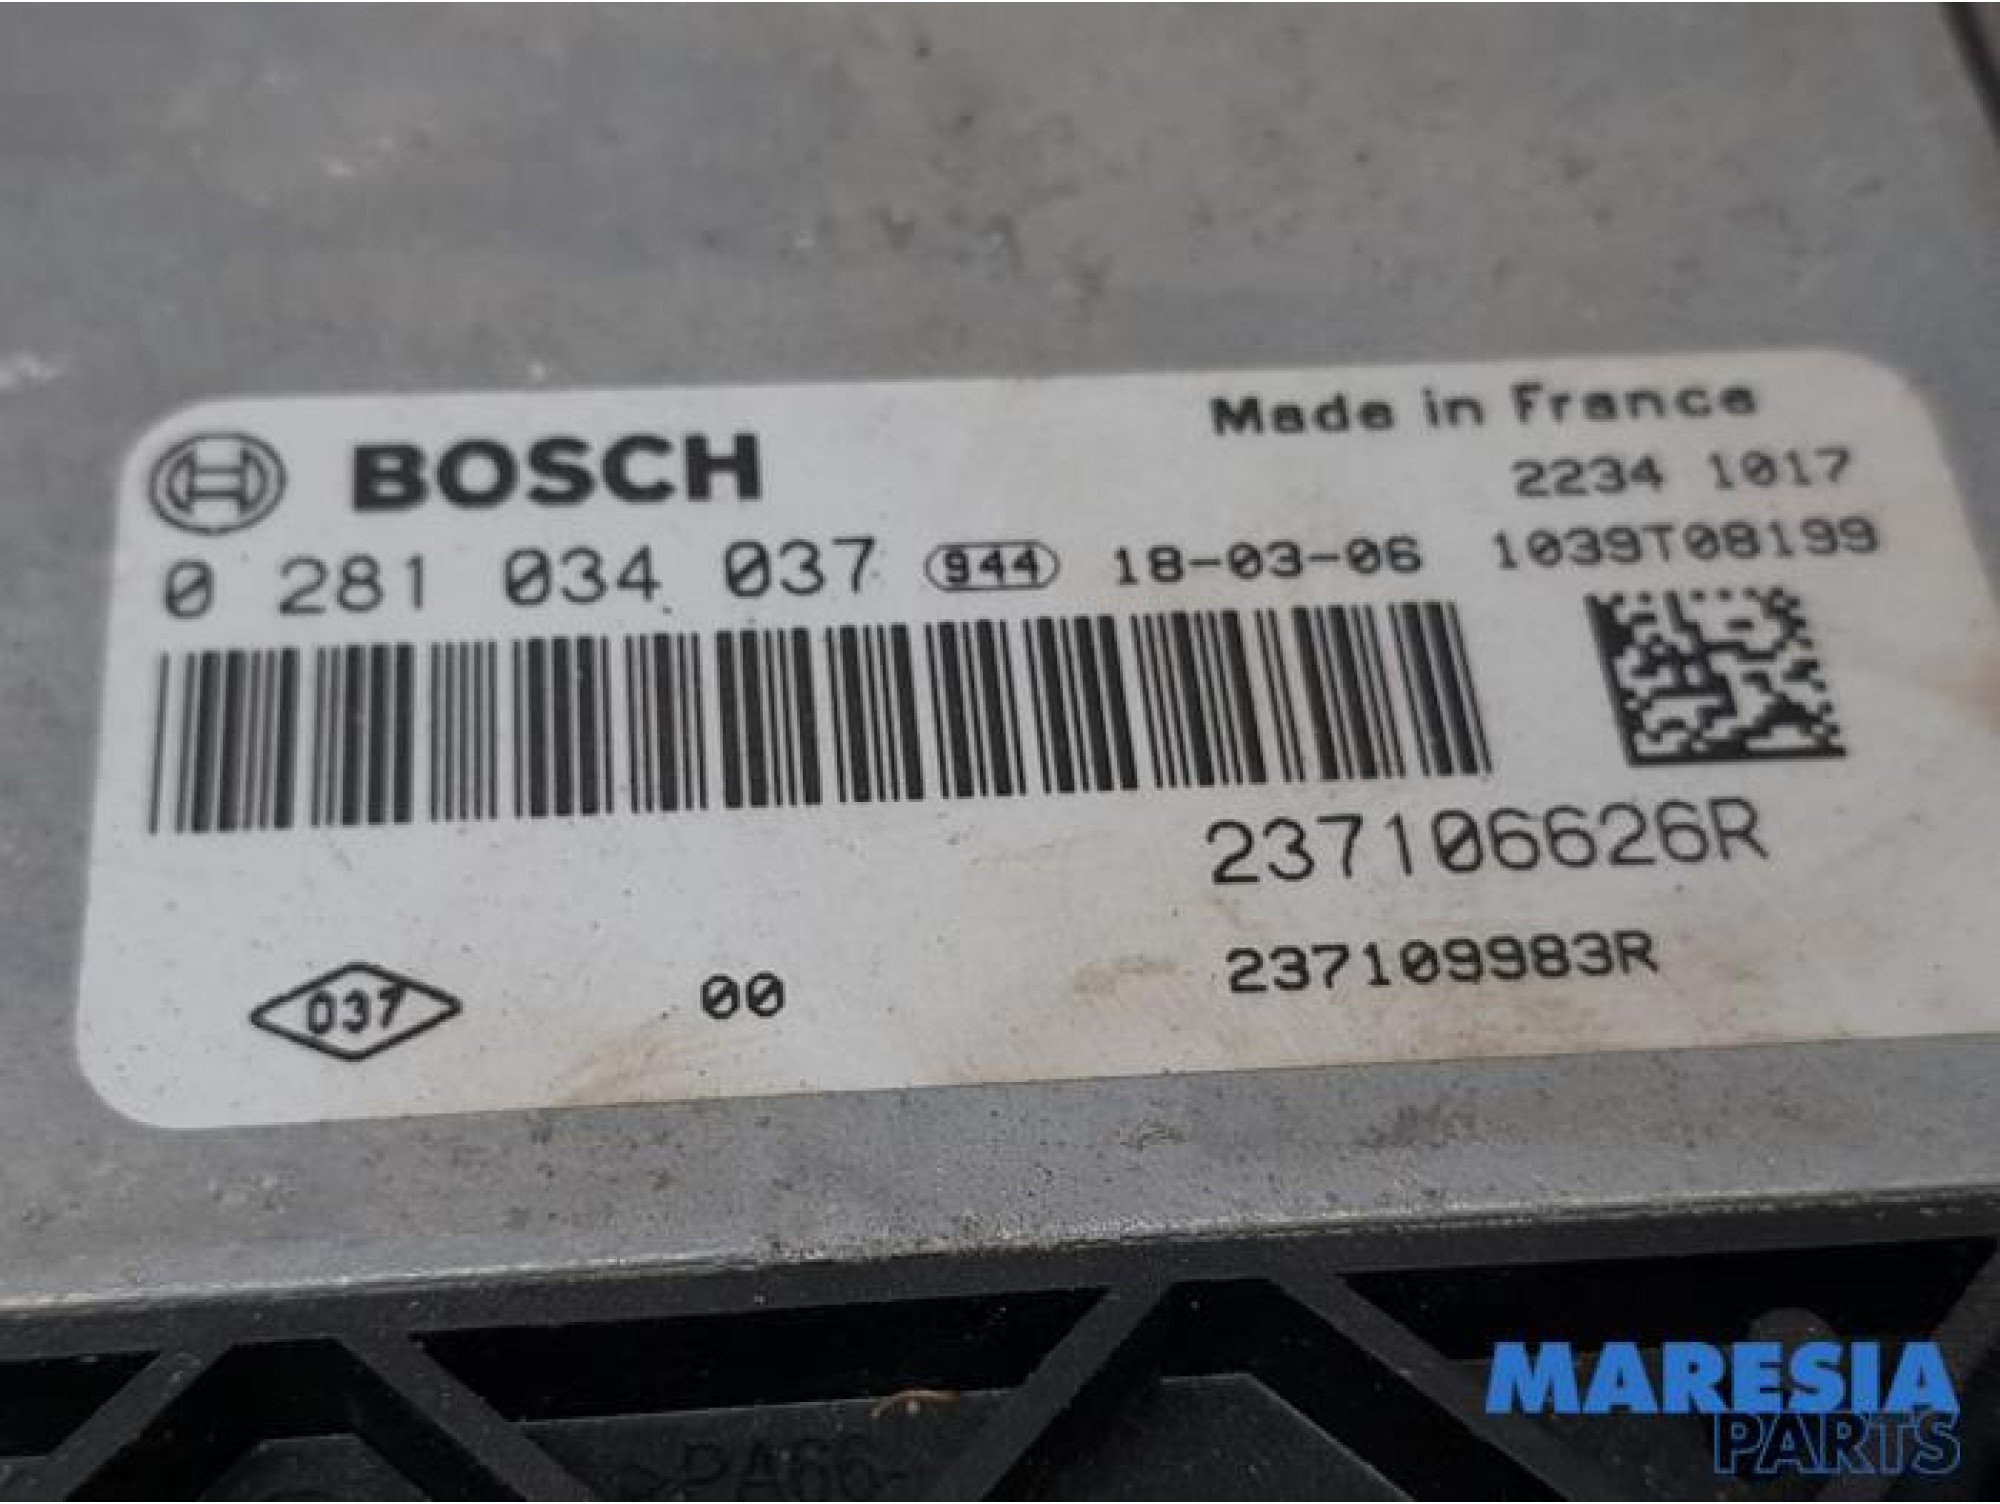 BOSCH
Made in France
2234 1017
0 281 034 037 944 18-03-06 1039T08199
237106626R
037 00 237109983R
>PA66-
MARESIA
PARTS